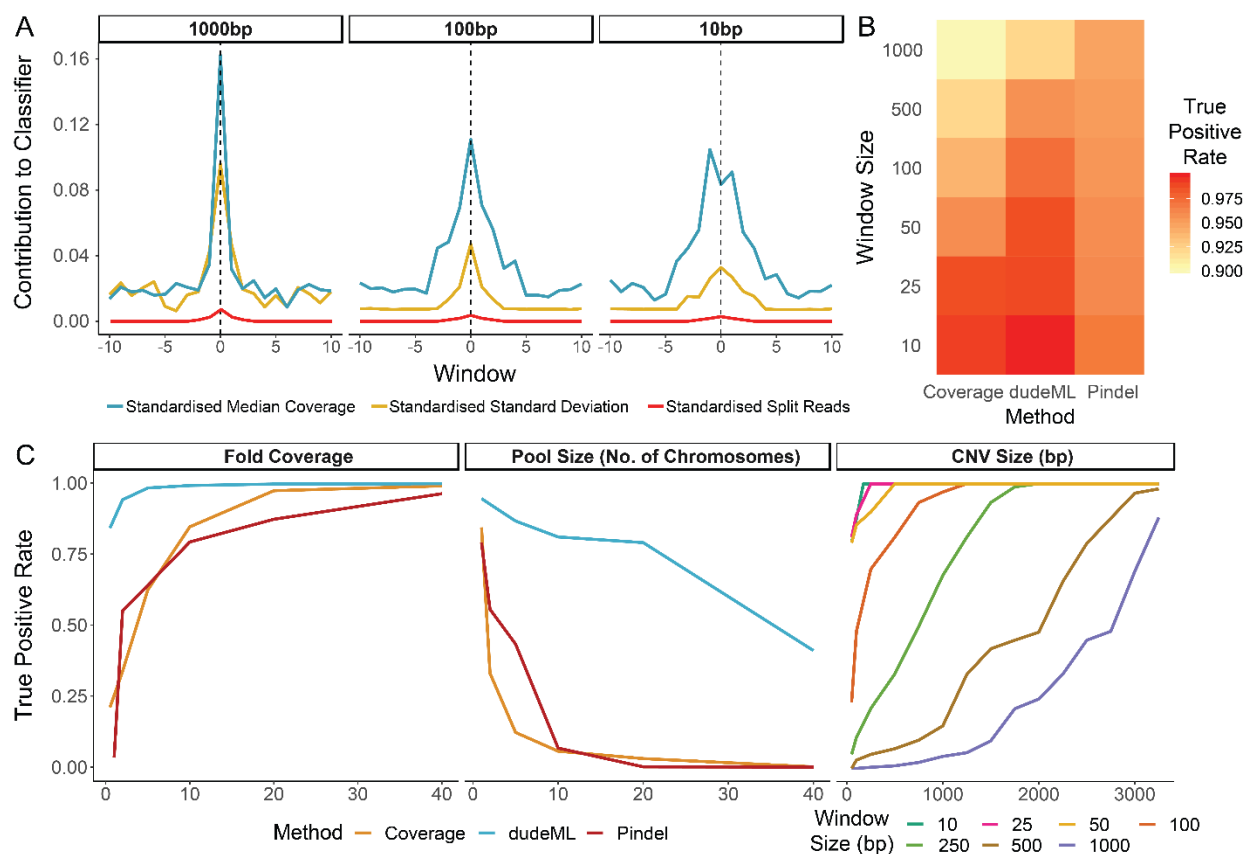 A
1000bp 100bp 10bp
Contribution to Classifier
0.16
0.12
0.08
0.04
0.00
-10 -5 0 5 10 -10 -5 0 5 10 -10 -5 0 5 10
Window
Standardised Median Coverage Standardised Standard Deviation Standardised Split Reads
B
Window Size
1000
500
100
50
25
10
Coverage dudeML Pindel
Method
True
Positive
Rate
0.975
0.950
0.925
0.900
C
Fold Coverage Pool Size (No. of Chromosomes) CNV Size (bp)
True Positive Rate
1.00
0.75
0.50
0.25
0.00
0 10 20 30 40 0 10 20 30 40 0 1000 2000 3000
Method Coverage dudeML Pindel
Window
Size (bp)
10 25 50 100
250 500 1000